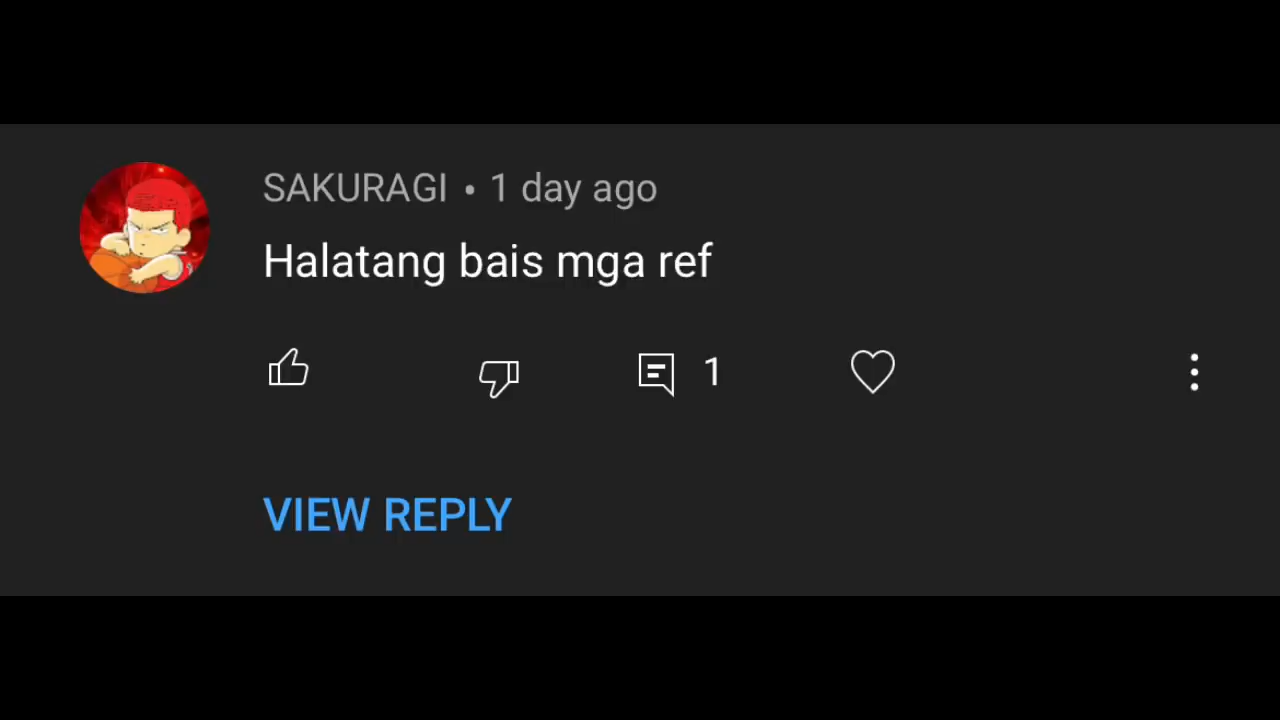 SAKURAGI • 1 day ago
Halatang bais mga ref
1
VIEW REPLY